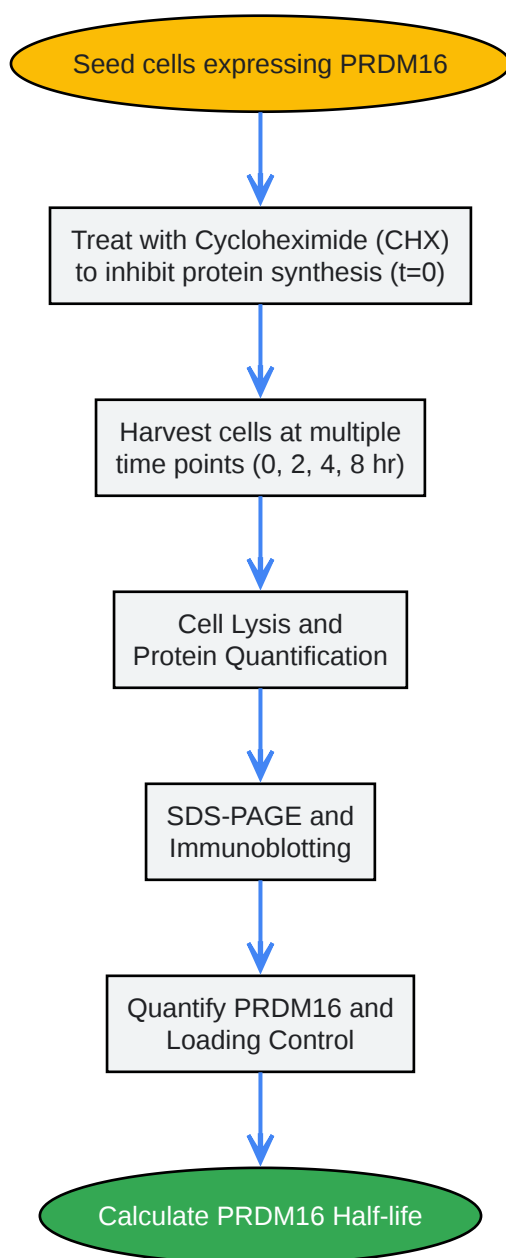 Seed cells expressing PRDM16
Treat with Cycloheximide (CHX)
to inhibit protein synthesis (t=0)
Harvest cells at multiple
time points (0, 2, 4, 8 hr)
Cell Lysis and
Protein Quantification
SDS-PAGE and
Immunoblotting
Quantify PRDM16 and
Loading Control
Calculate PRDM16 Half-life